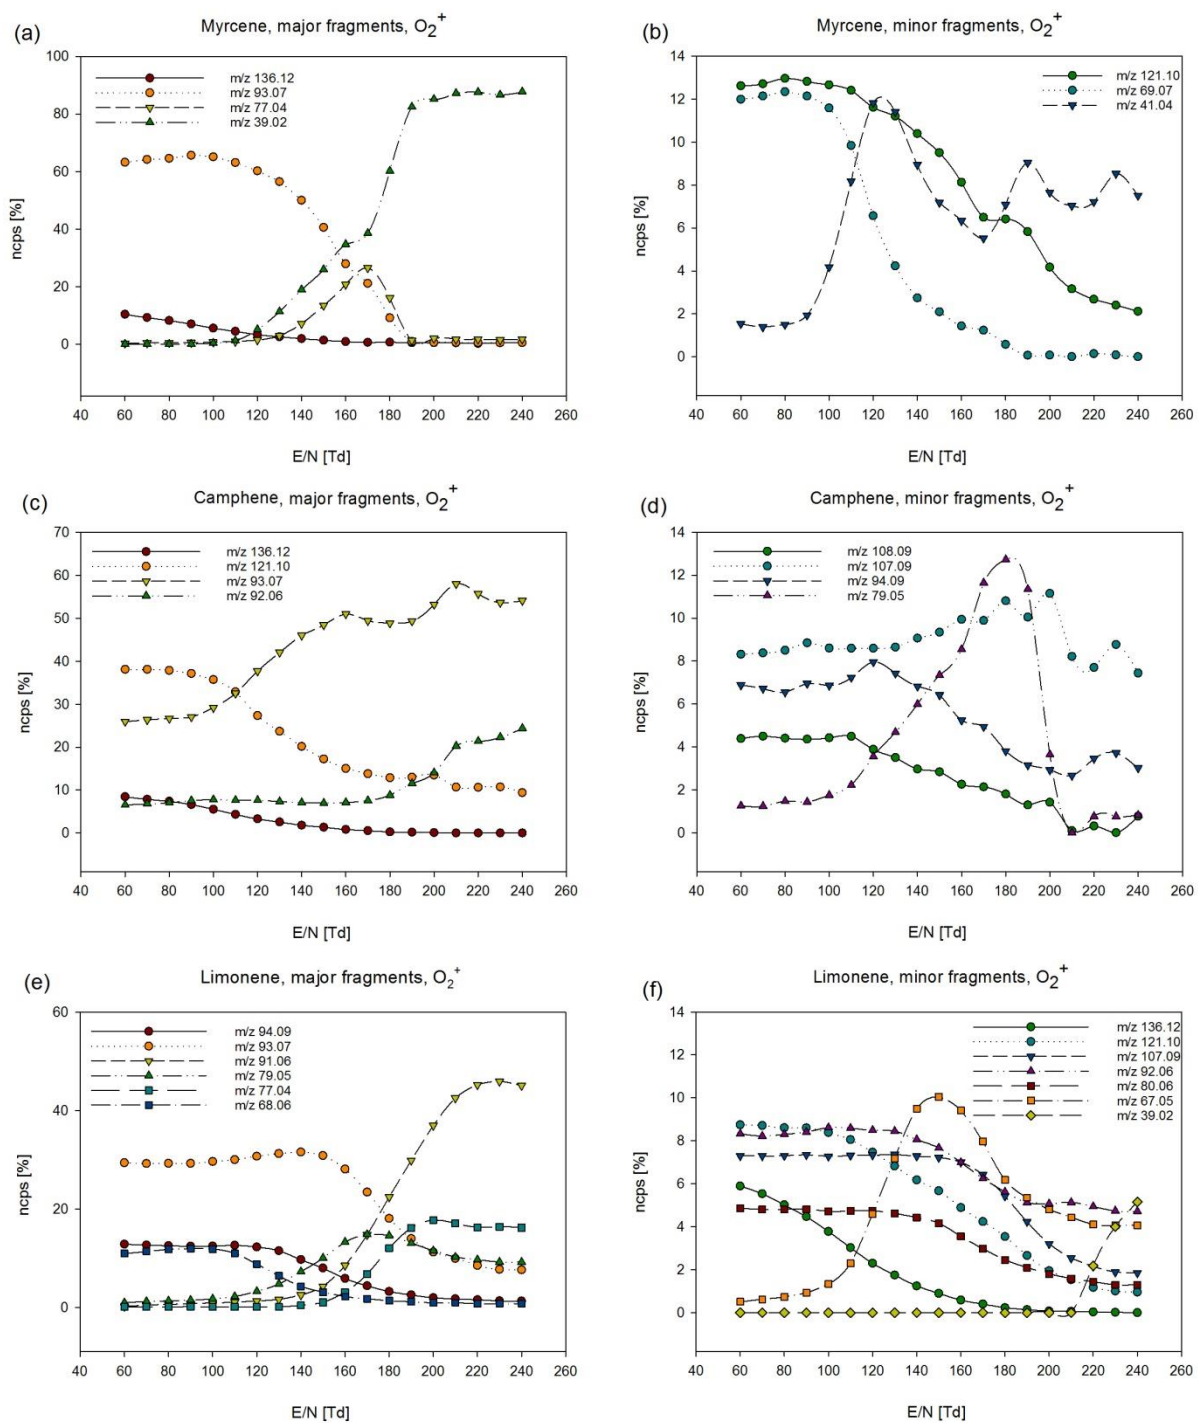 (a)
Myrcene, major fragments, O2+
100
80
60
40
20
0
ncps [%]
m/z 136.12
m/z 93.07
m/z 77.04
m/z 39.02
40 60 80 100 120 140 160 180 200 220 240 260
E/N [Td]
(b)
Myrcene, minor fragments, O2+
14
12
10
8
6
4
2
0
ncps [%]
m/z 121.10
m/z 69.07
m/z 41.04
40 60 80 100 120 140 160 180 200 220 240 260
E/N [Td]
(c)
Camphene, major fragments, O2+
70
60
50
40
30
20
10
0
ncps [%]
m/z 136.12
m/z 121.10
m/z 93.07
m/z 92.06
40 60 80 100 120 140 160 180 200 220 240 260
E/N [Td]
(d)
Camphene, minor fragments, O2+
14
12
10
8
6
4
2
0
ncps [%]
m/z 108.09
m/z 107.09
m/z 94.09
m/z 79.05
40 60 80 100 120 140 160 180 200 220 240 260
E/N [Td]
(e)
Limonene, major fragments, O2+
60
40
20
0
ncps [%]
m/z 94.09
m/z 93.07
m/z 91.06
m/z 79.05
m/z 77.04
m/z 68.06
40 60 80 100 120 140 160 180 200 220 240 260
E/N [Td]
(f)
Limonene, minor fragments, O2+
14
12
10
8
6
4
2
0
ncps [%]
m/z 136.12
m/z 121.10
m/z 107.09
m/z 92.06
m/z 80.06
m/z 67.05
m/z 39.02
40 60 80 100 120 140 160 180 200 220 240 260
E/N [Td]